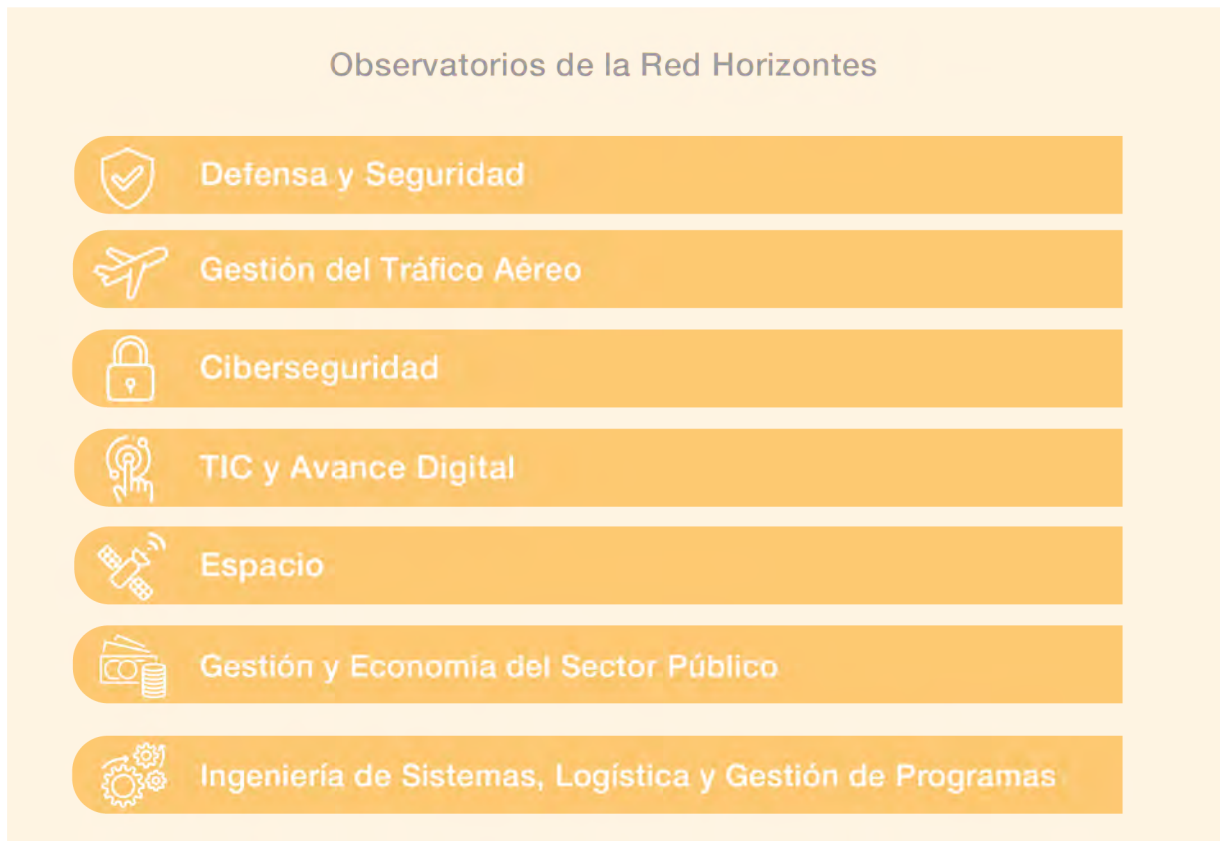 Observatorios de la Red Horizontes
Defensa y Seguridad
Gestión del Tráfico Aéreo
Ciberseguridad
TIC y Avance Digital
Espacio
Gestión y Economía del Sector Público
Ingeniería de Sistemas, Logística y Gestión de Programas